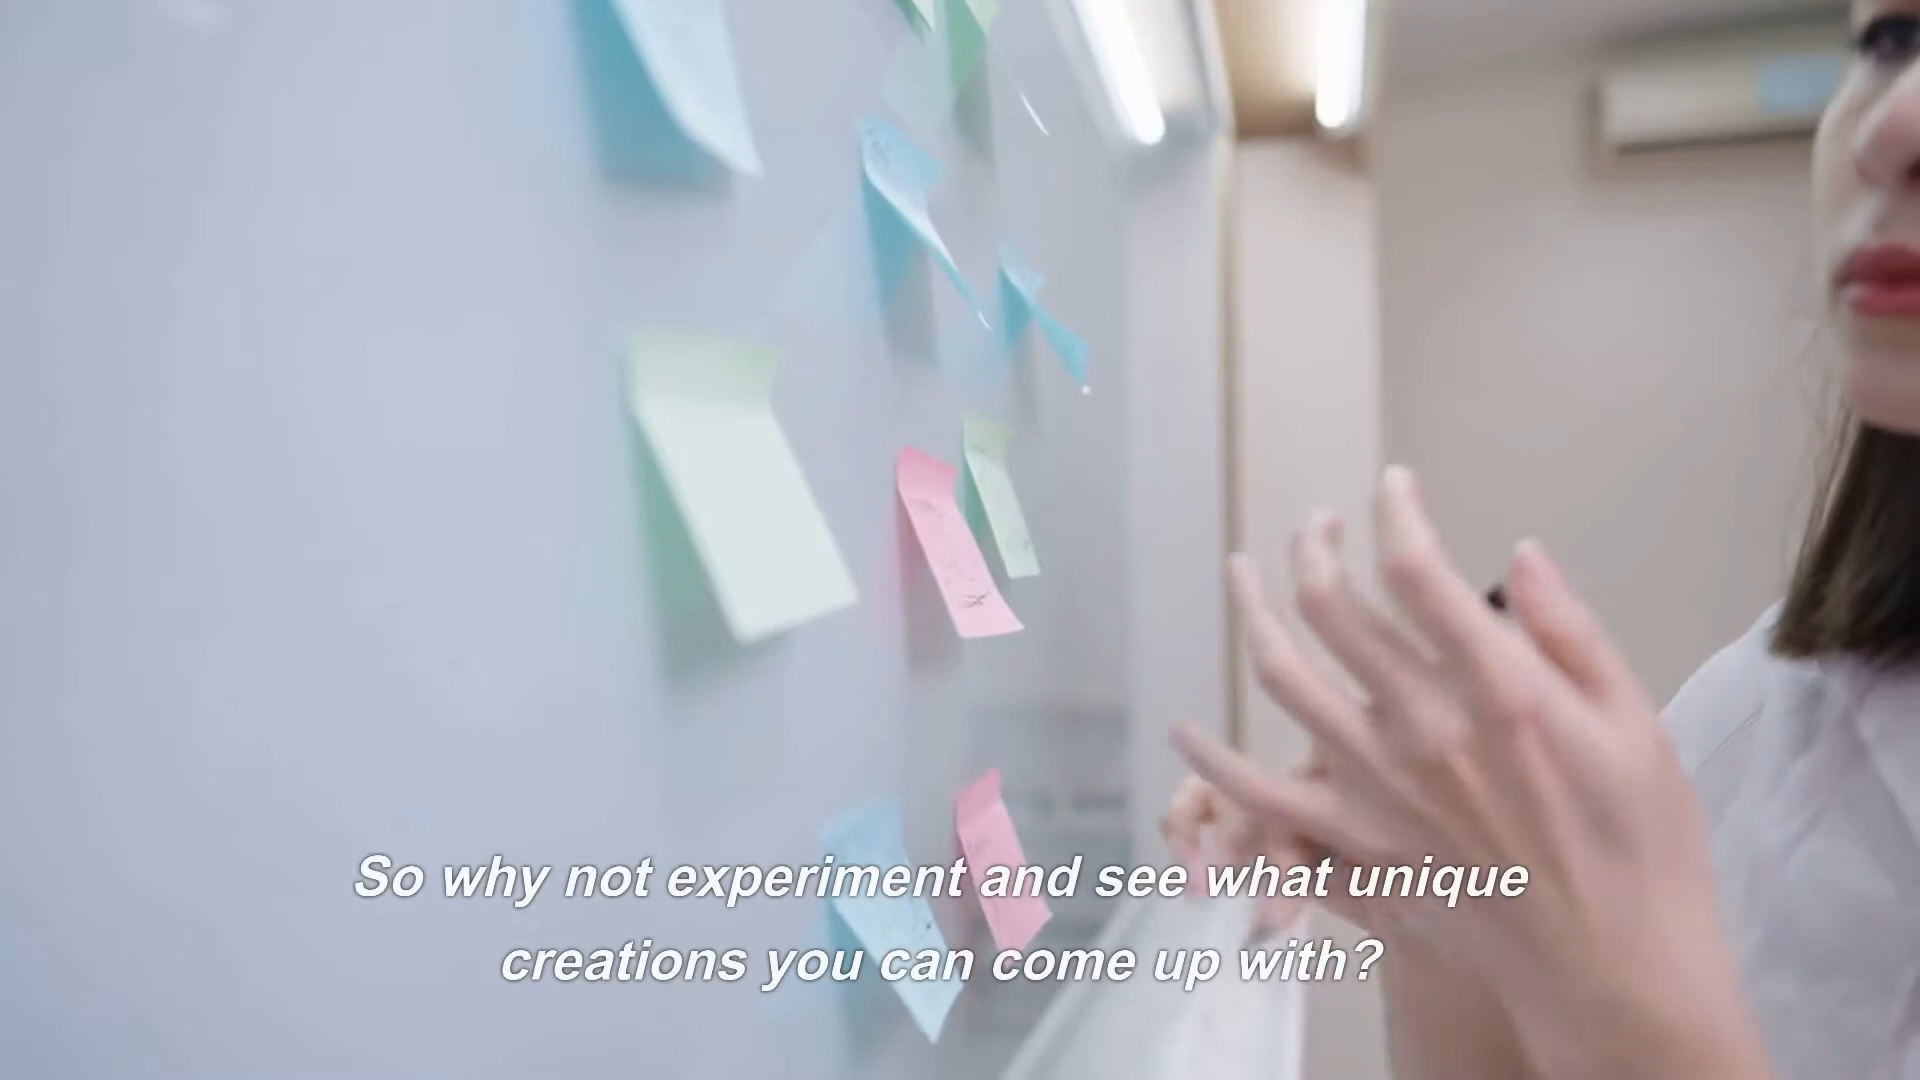 So why not experiment and see what unique
creations you can come up with?